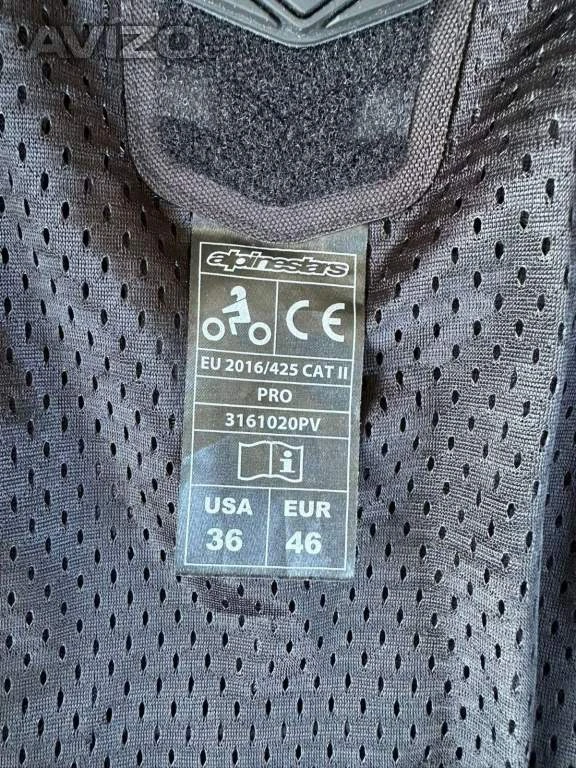 AVIZO
alpinestars
CE
EU 2016/425 CAT II
PRO
3161020PV
i
USA EUR
36 46